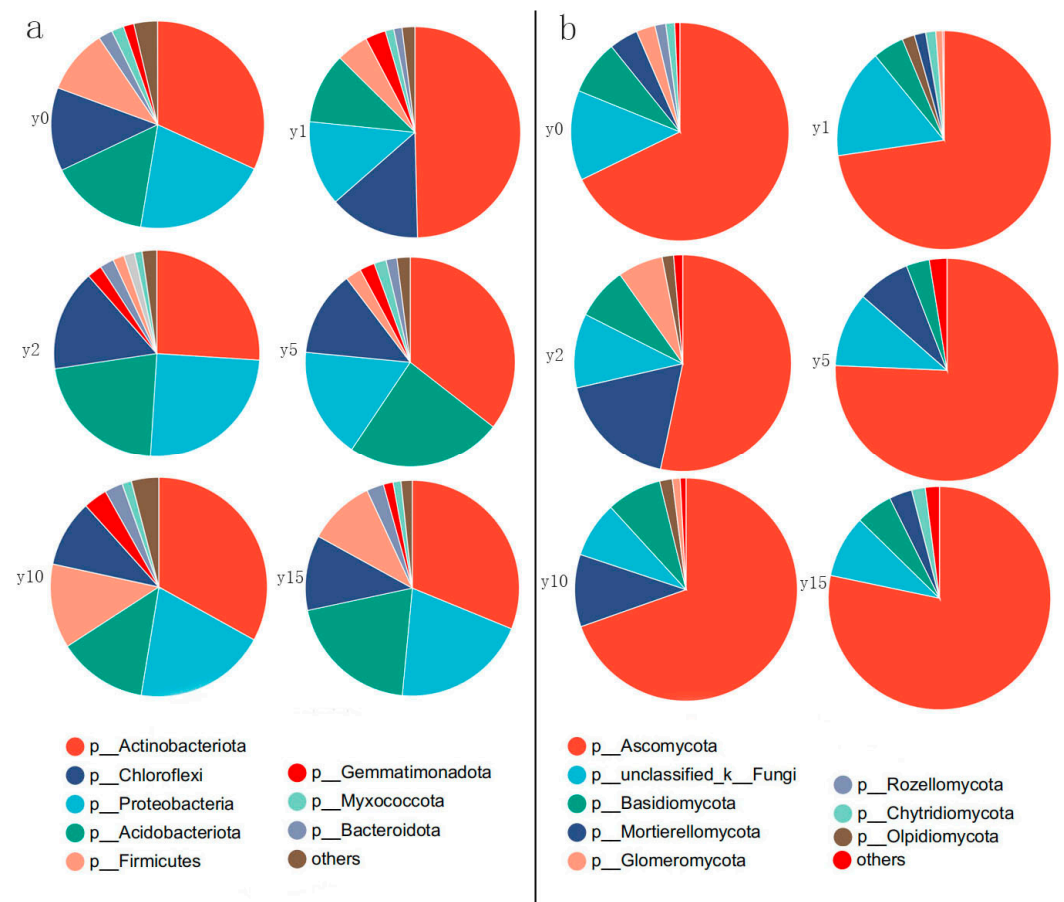 a
y0
y1
y2
y5
y10
y15
p__Actinobacteriota
p__Chloroflexi
p__Proteobacteria
p__Acidobacteriota
p__Firmicutes
p__Gemmatimonadota
p__Myxococcota
p__Bacteroidota
others
b
y0
y1
y2
y5
y10
y15
p__Ascomycota
p__unclassified_k__Fungi
p__Basidiomycota
p__Mortierellomycota
p__Glomeromycota
p__Rozellomycota
p__Chytridiomycota
p__Olpidiomycota
others